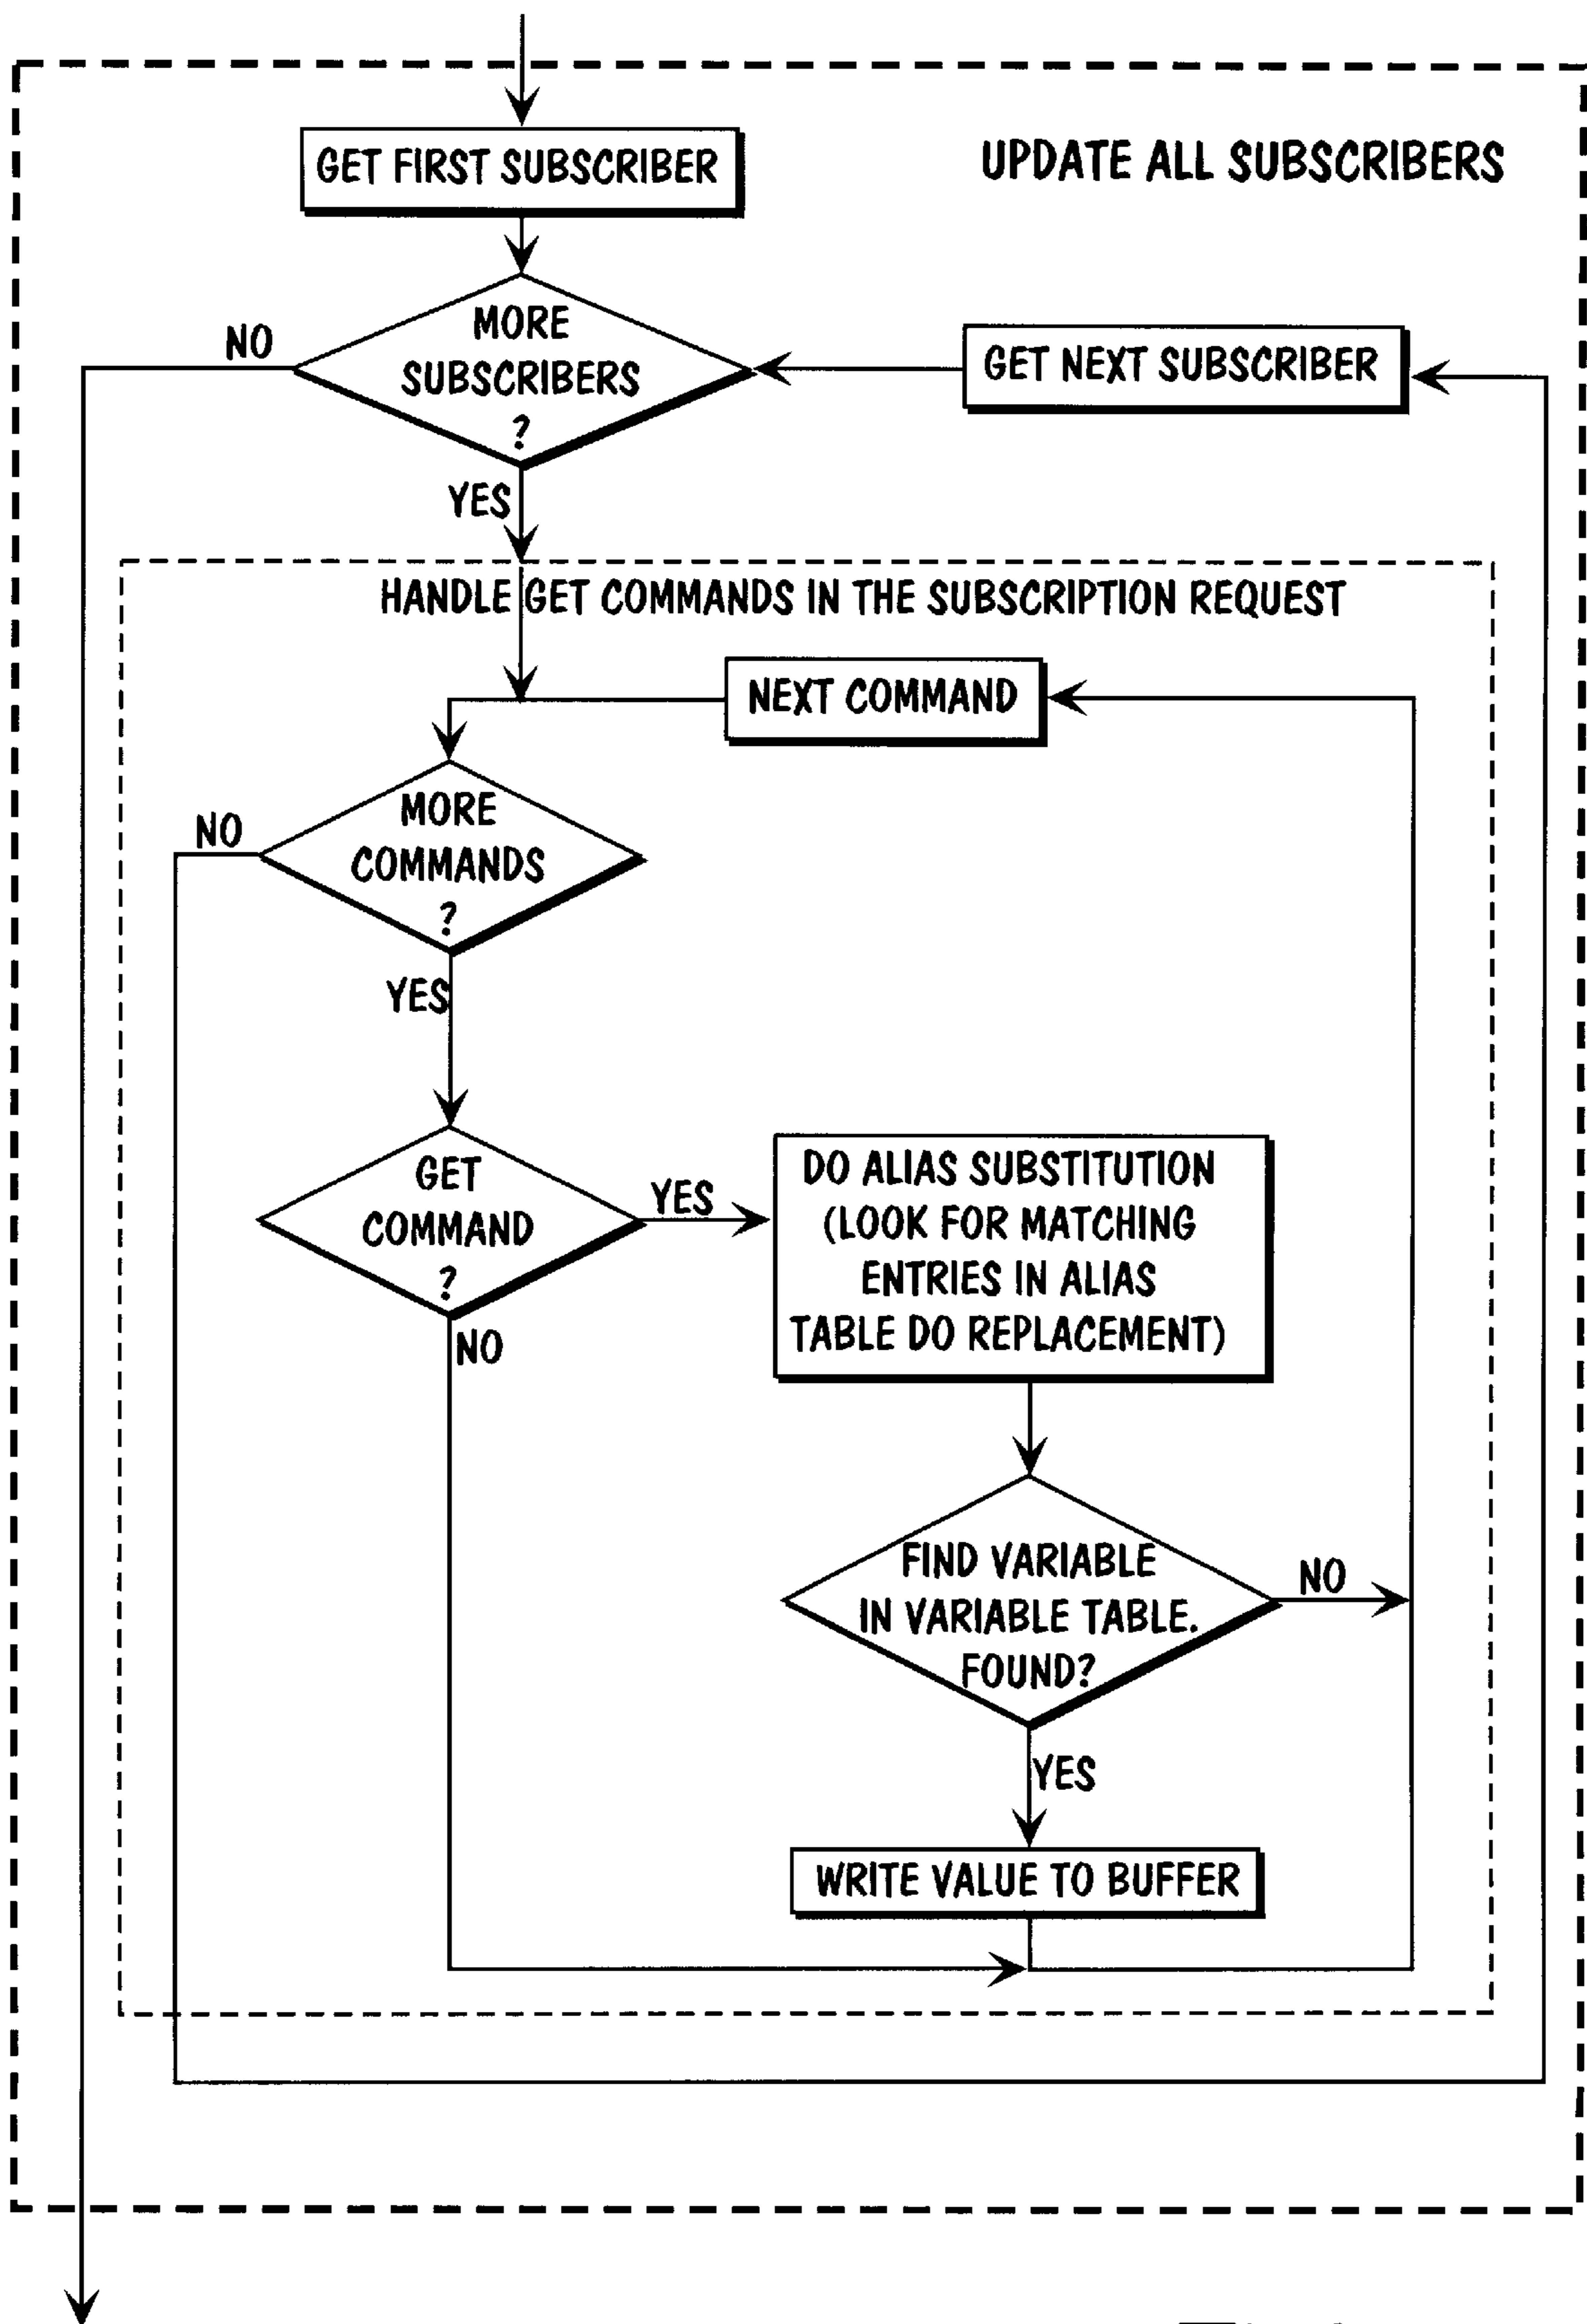 GET FIRST SUBSCRIBER
UPDATE ALL SUBSCRIBERS
MORE
SUBSCRIBERS
?
NO
GET NEXT SUBSCRIBER
YES
HANDLE GET COMMANDS IN THE SUBSCRIPTION REQUEST
NEXT COMMAND
MORE
COMMANDS
?
NO
YES
GET
COMMAND
?
YES
NO
DO ALIAS SUBSTITUTION
(LOOK FOR MATCHING
ENTRIES IN ALIAS
TABLE DO REPLACEMENT)
FIND VARIABLE
IN VARIABLE TABLE.
FOUND?
NO
YES
WRITE VALUE TO BUFFER